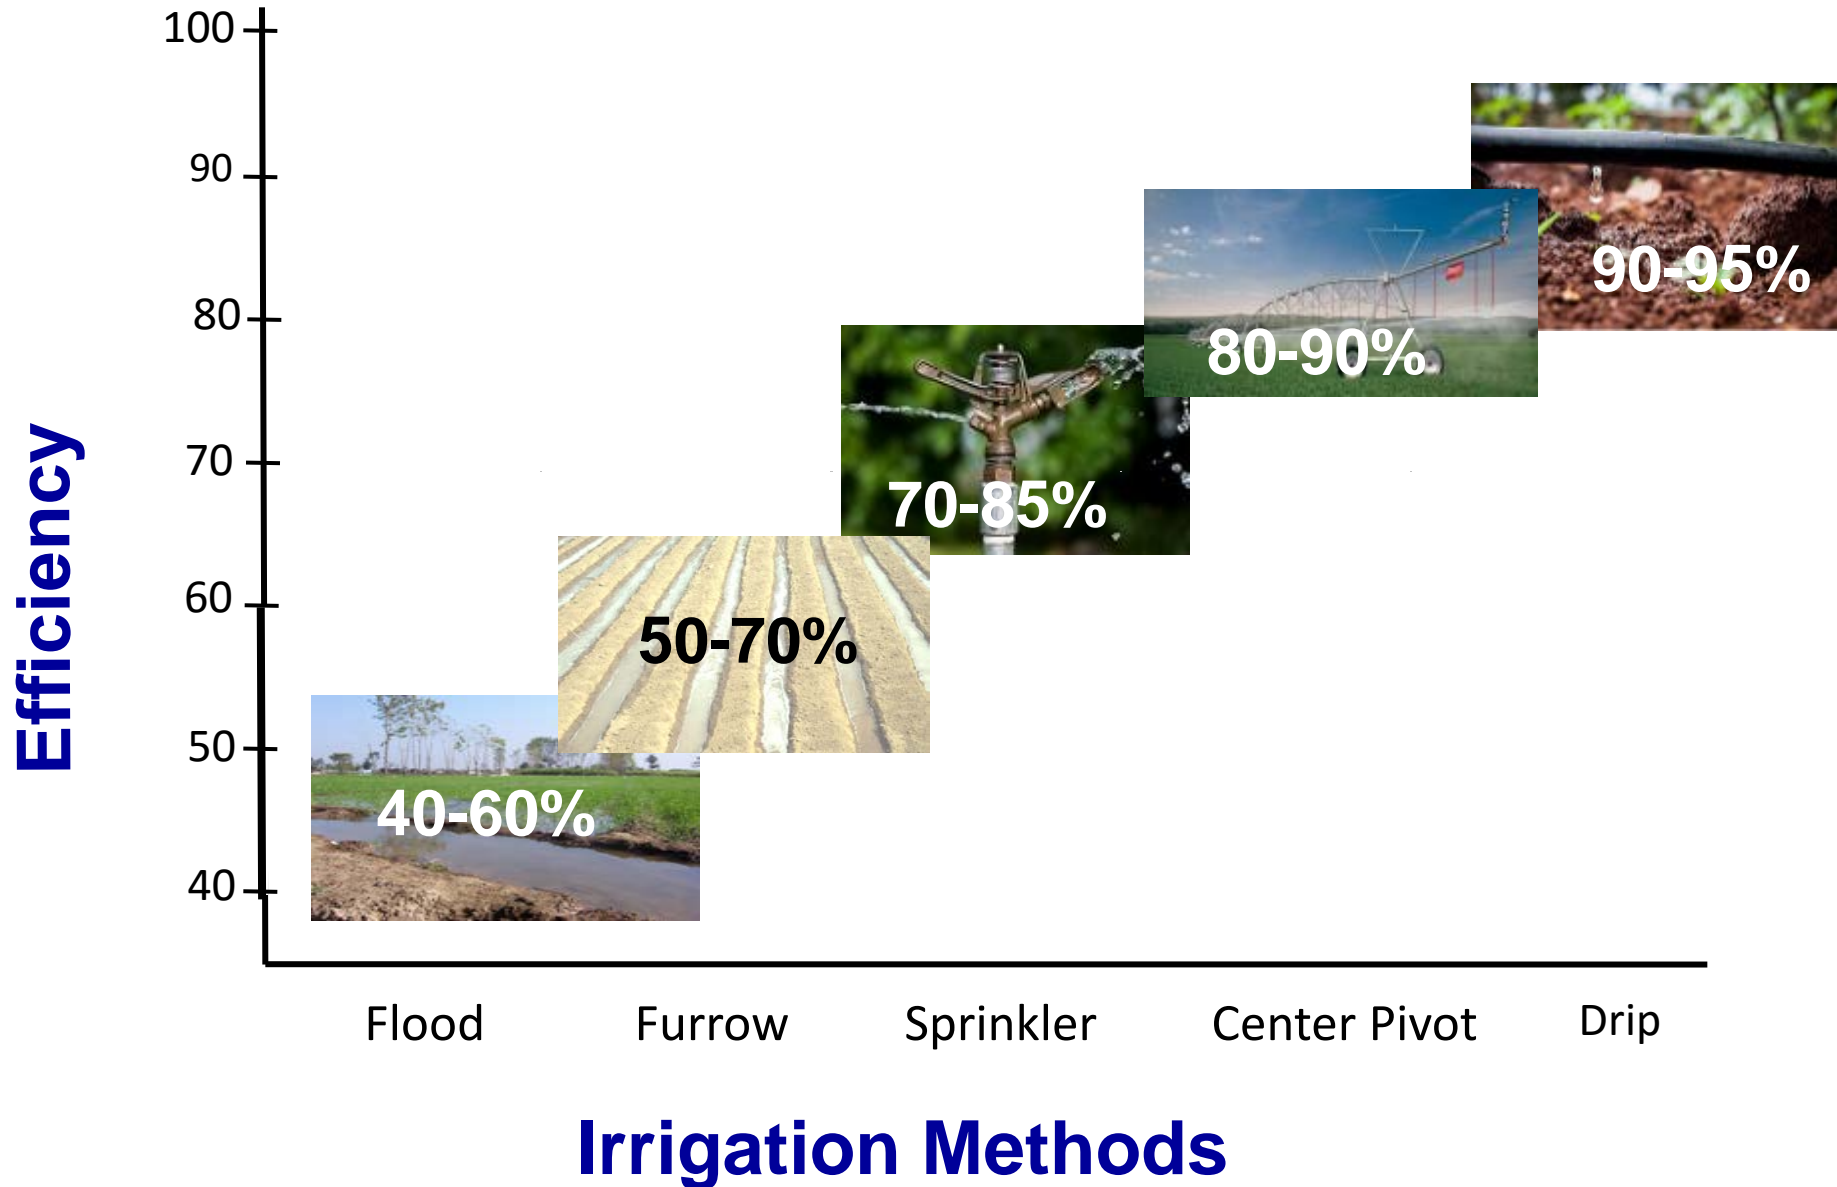 100
90
80
70
60
50
40
Efficiency
90-95%
80-90%
70-85%
50-70%
40-60%
Flood
Furrow
Sprinkler
Center Pivot
Drip
Irrigation Methods